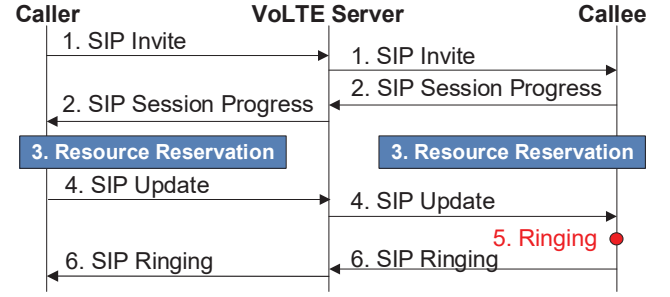 Caller VoLTE Server Callee
1. SIP Invite
1. SIP Invite
2. SIP Session Progress
2. SIP Session Progress
3. Resource Reservation 3. Resource Reservation
4. SIP Update
4. SIP Update
5. Ringing
6. SIP Ringing
6. SIP Ringing